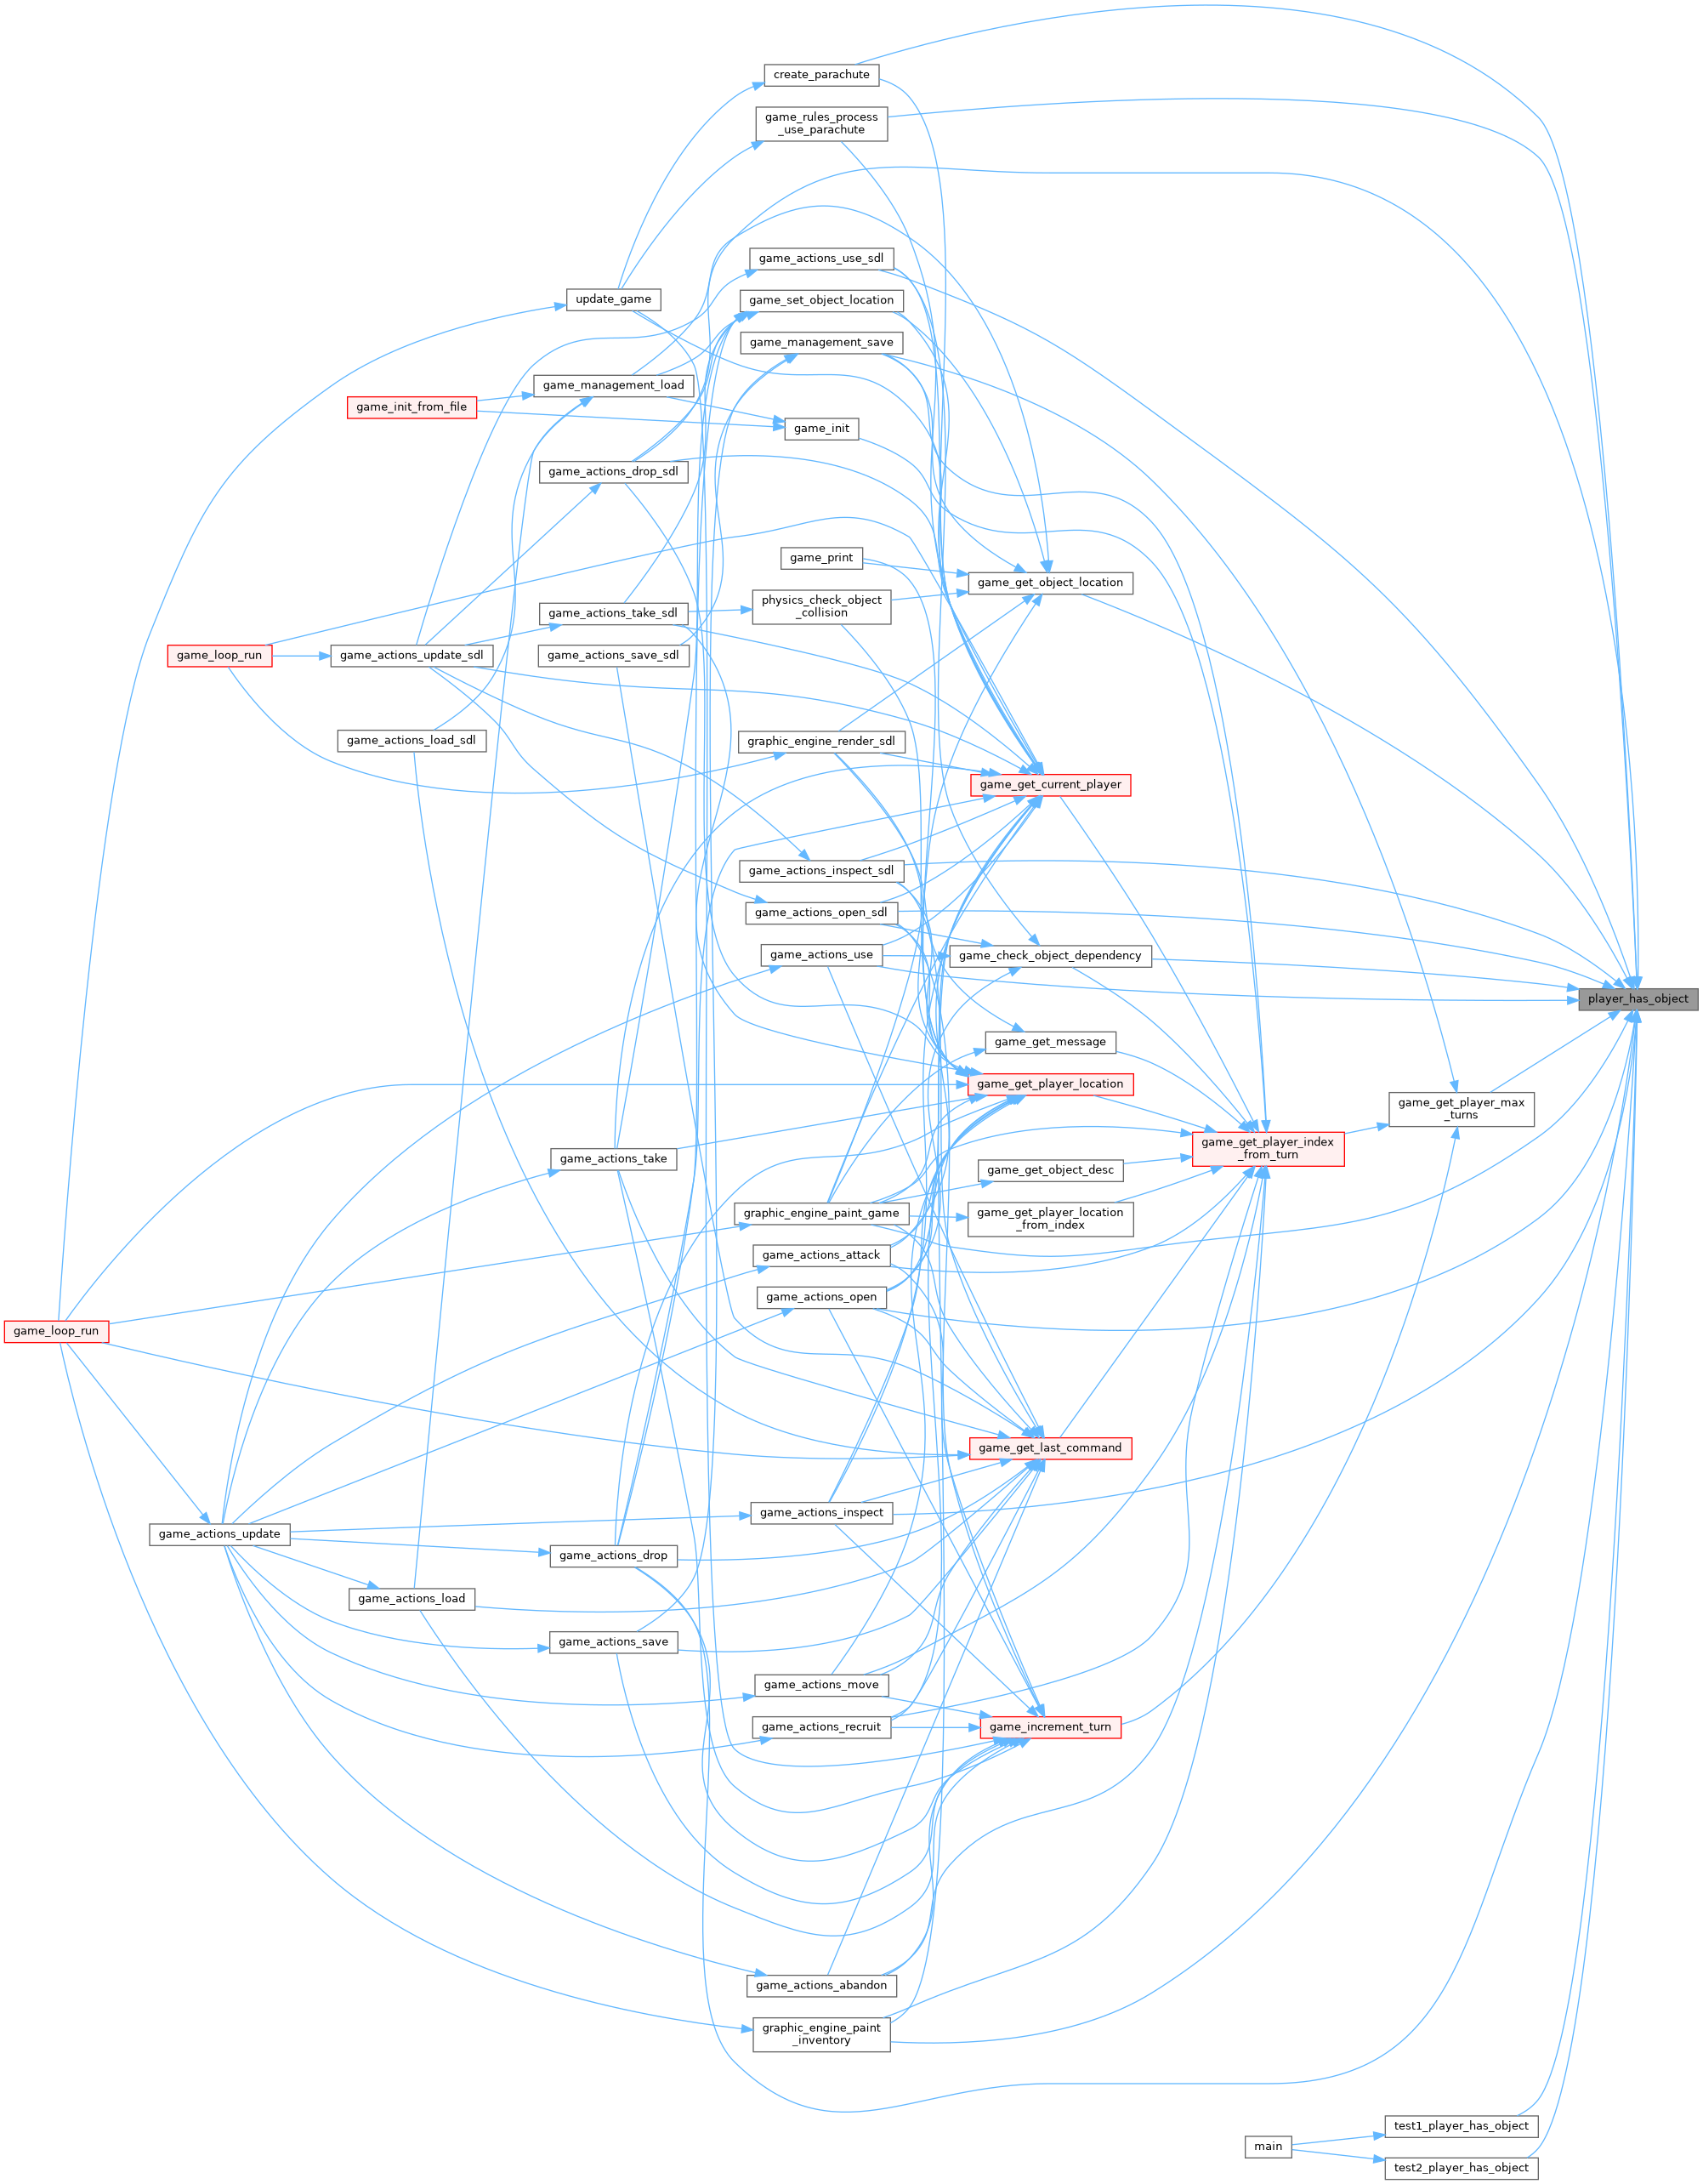 create_parachute
game_rules_process
_use_parachute
game_actions_use_sdl
update_game
game_set_object_location
game_management_save
game_management_load
game_init_from_file
game_init
game_actions_drop_sdl
game_print
game_get_object_location
physics_check_object
_collision
game_actions_take_sdl
game_loop_run
game_actions_update_sdl
game_actions_save_sdl
game_actions_load_sdl
graphic_engine_render_sdl
game_get_current_player
game_actions_inspect_sdl
game_actions_open_sdl
game_actions_use
game_check_object_dependency
player_has_object
game_get_message
game_get_player_location
game_get_player_max
_turns
game_get_player_index
_from_turn
game_actions_take
game_get_object_desc
graphic_engine_paint_game
game_get_player_location
_from_index
game_actions_attack
game_actions_open
game_loop_run
game_get_last_command
game_actions_inspect
game_actions_update
game_actions_drop
game_actions_load
game_actions_save
game_actions_move
game_actions_recruit
game_increment_turn
game_actions_abandon
graphic_engine_paint
_inventory
test1_player_has_object
main
test2_player_has_object